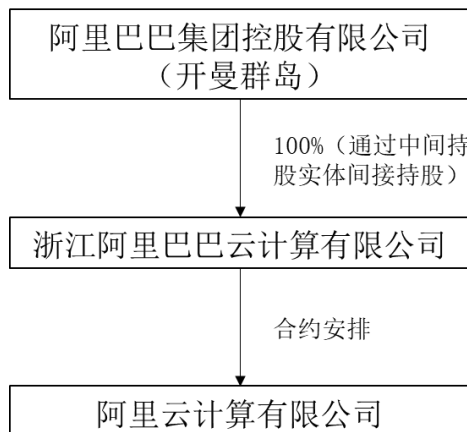 阿里巴巴集团控股有限公司
（开曼群岛）
100%（通过中间持
股实体间接持股）
浙江阿里巴巴云计算有限公司
合约安排
阿里云计算有限公司